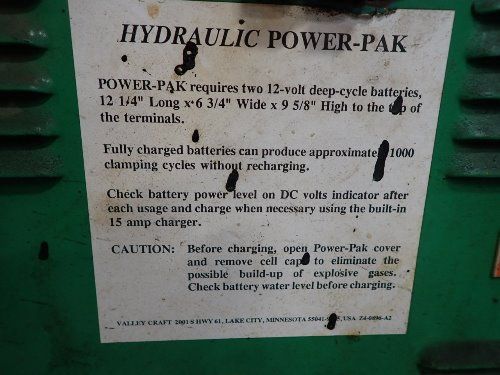 HYDRAULIC POWER-PAK
POWER-PAK requires two 12-volt deep-cycle batteries,
12 1/4" Long x 6 3/4" Wide x 9 5/8" High to the top of
the terminals.
Fully charged batteries can produce approximately 1000
clamping cycles without recharging.
Check battery power level on DC volts indicator after
each usage and charge when necessary using the built-in
15 amp charger.
CAUTION: Before charging, open Power-Pak cover
and remove cell caps to eliminate the
possible build-up of explosive gases.
Check battery water level before charging.
VALLEY CRAFT 2001 S HWY 61, LAKE CITY, MINNESOTA USA Z4-0896-A2